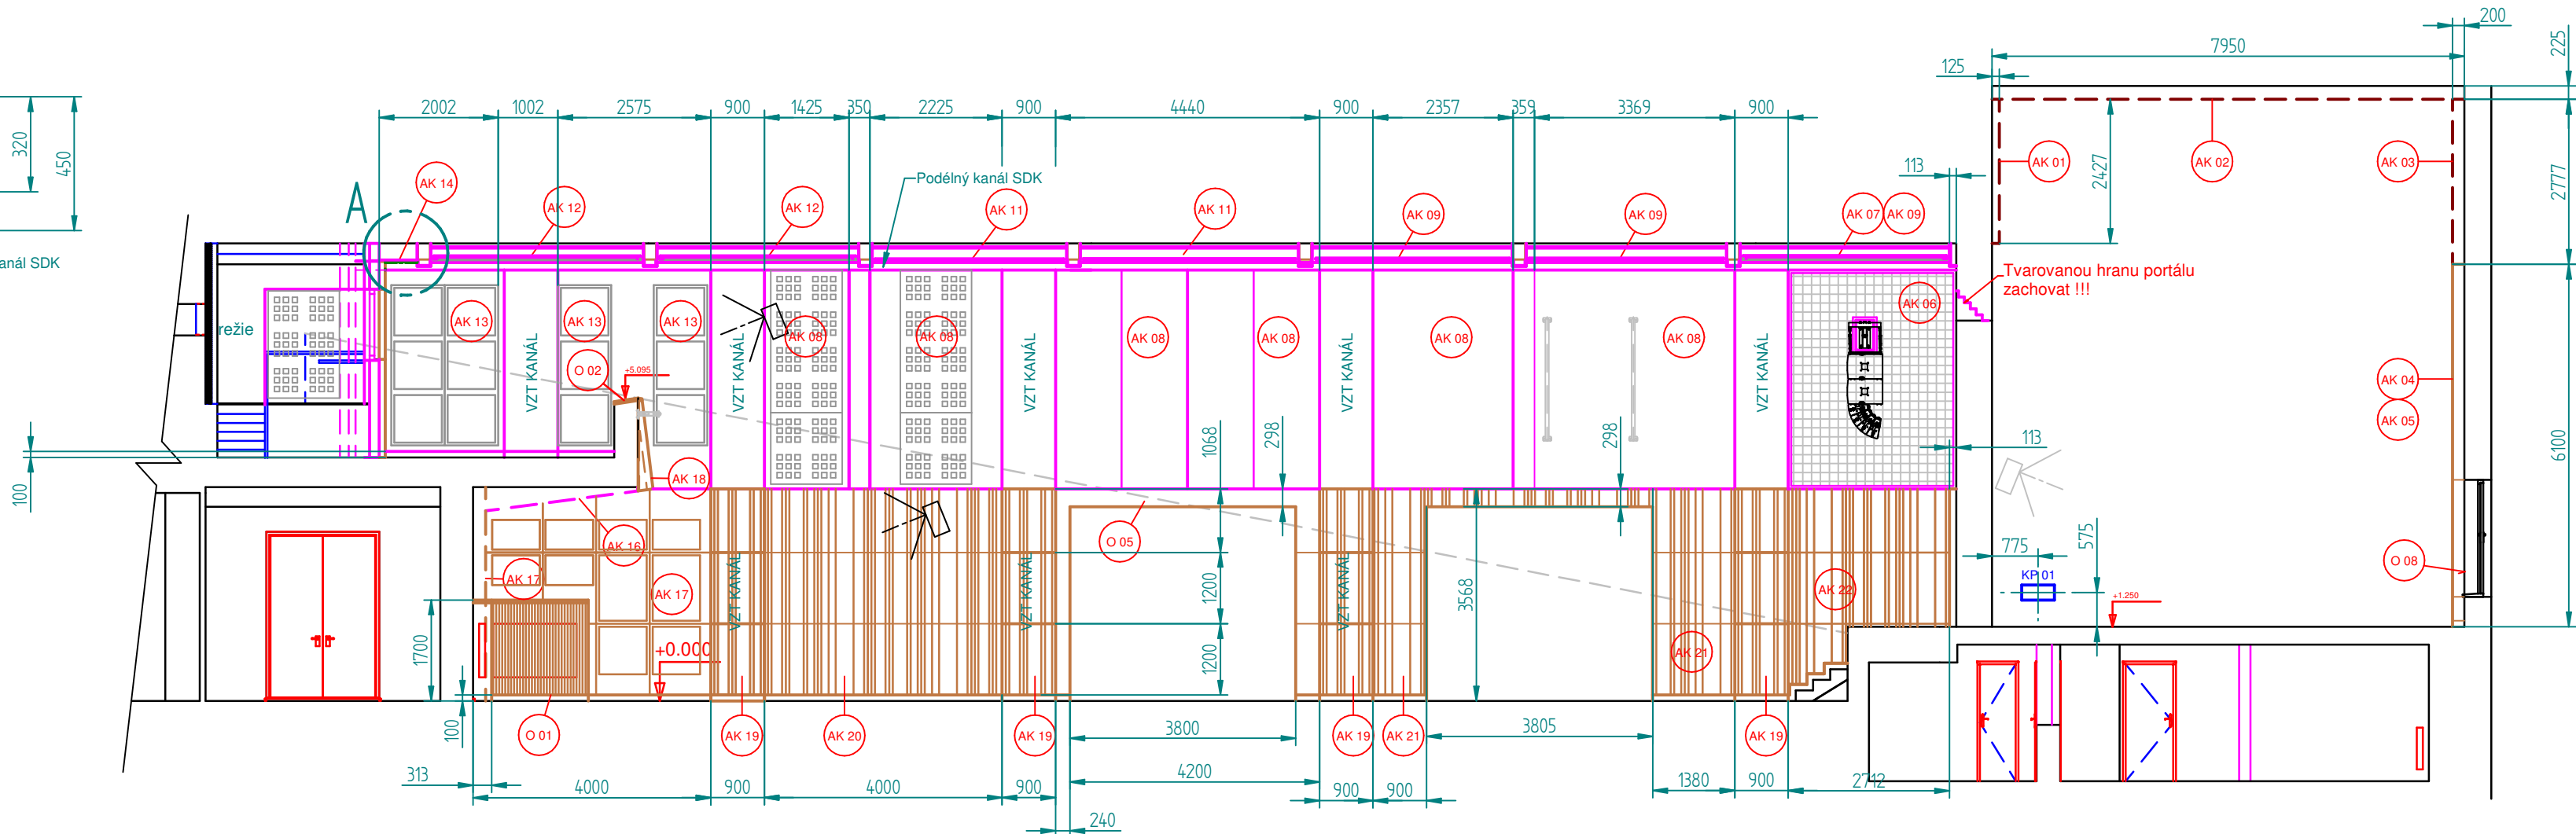 200
7950
225
125
2002
1002
2575
900
1425
350
2225
900
4440
900
2357
359
3369
900
320
450
2427
2777
113
A
AK 14
AK 12
AK 12
Podélný kanál SDK
AK 11
AK 11
AK 09
AK 09
AK 07
AK 09
AK 01
AK 02
AK 03
anál SDK
Tvarovanou hranu portálu
zachovat !!!
režie
AK 13
AK 13
AK 13
AK 08
AK 08
AK 08
AK 08
AK 08
AK 08
AK 06
VZT KANÁL
VZT KANÁL
VZT KANÁL
VZT KANÁL
VZT KANÁL
O 02
+5.095
AK 04
AK 05
6100
113
1068
298
298
100
AK 18
AK 16
O 05
AK 17
AK 17
VZT KANÁL
VZT KANÁL
VZT KANÁL
1200
3568
AK 22
775
575
KP 01
O 08
+1.250
1700
+0.000
1200
AK 21
100
O 01
AK 19
AK 20
AK 19
3800
AK 19
AK 21
3805
AK 19
313
4000
900
4000
900
4200
900
900
1380
900
2712
240